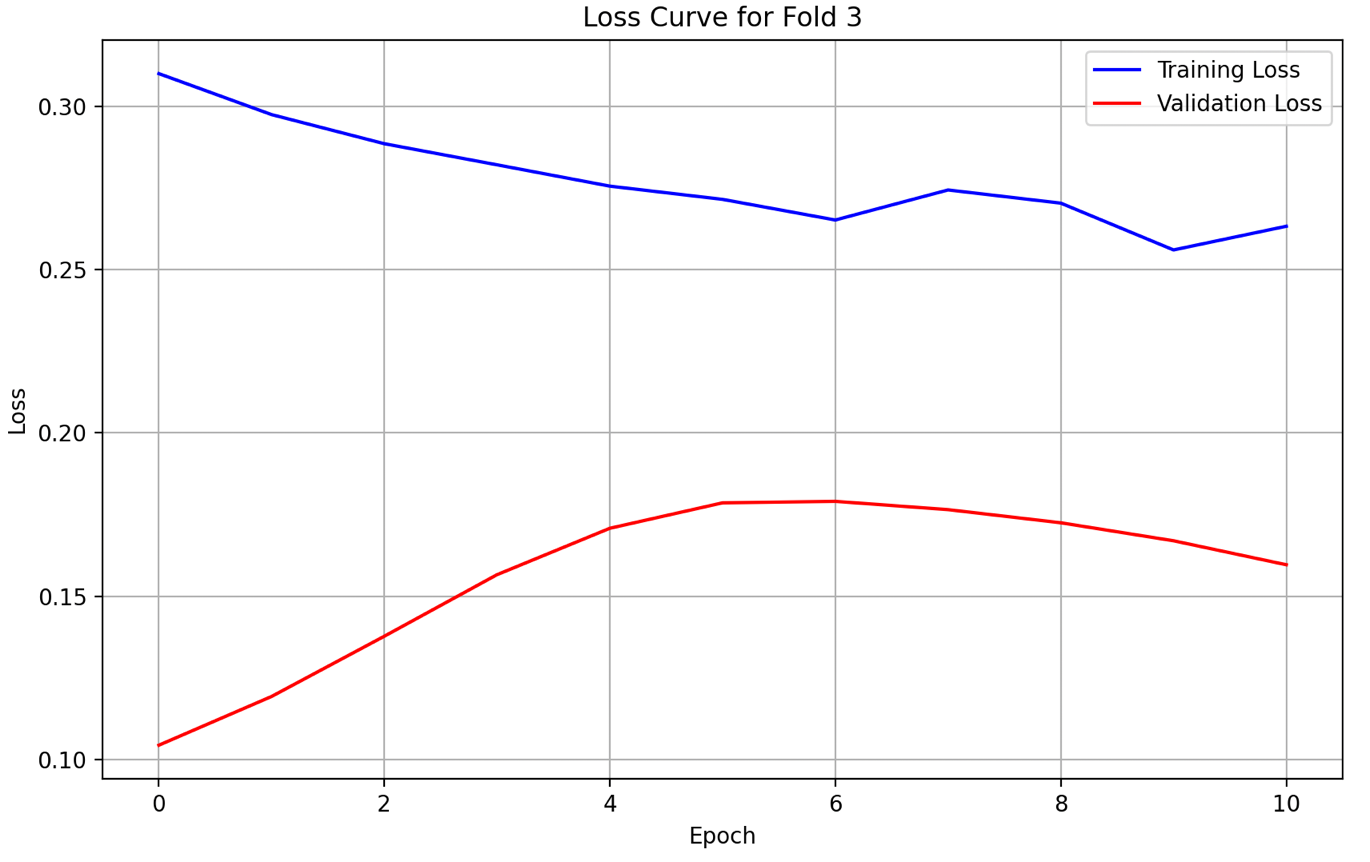 Loss Curve for Fold 3
Training Loss
Validation Loss
0.30
0.25
0.20
0.15
0.10
Loss
0 2 4 6 8 10
Epoch